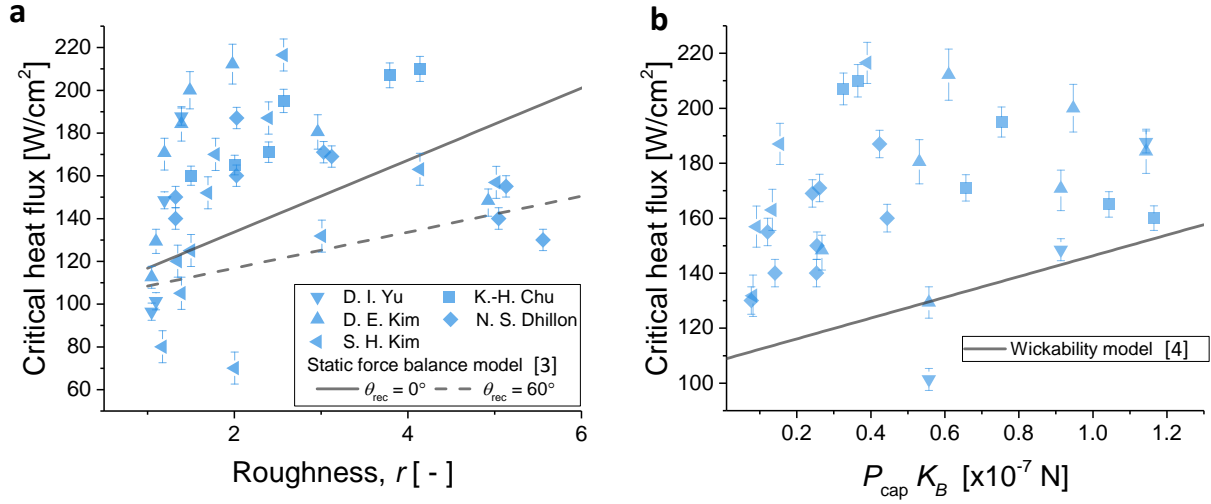 a
Critical heat flux [W/cm²]
220
200
180
160
140
120
100
80
60
2
4
6
Roughness, r [ - ]
D. I. Yu
D. E. Kim
S. H. Kim
K.-H. Chu
N. S. Dhillon
Static force balance model [3]
θrec = 0°
θrec = 60°
b
Critical heat flux [W/cm²]
220
200
180
160
140
120
100
0.2
0.4
0.6
0.8
1.0
1.2
Pcap KB [x10⁻⁷ N]
Wickability model [4]